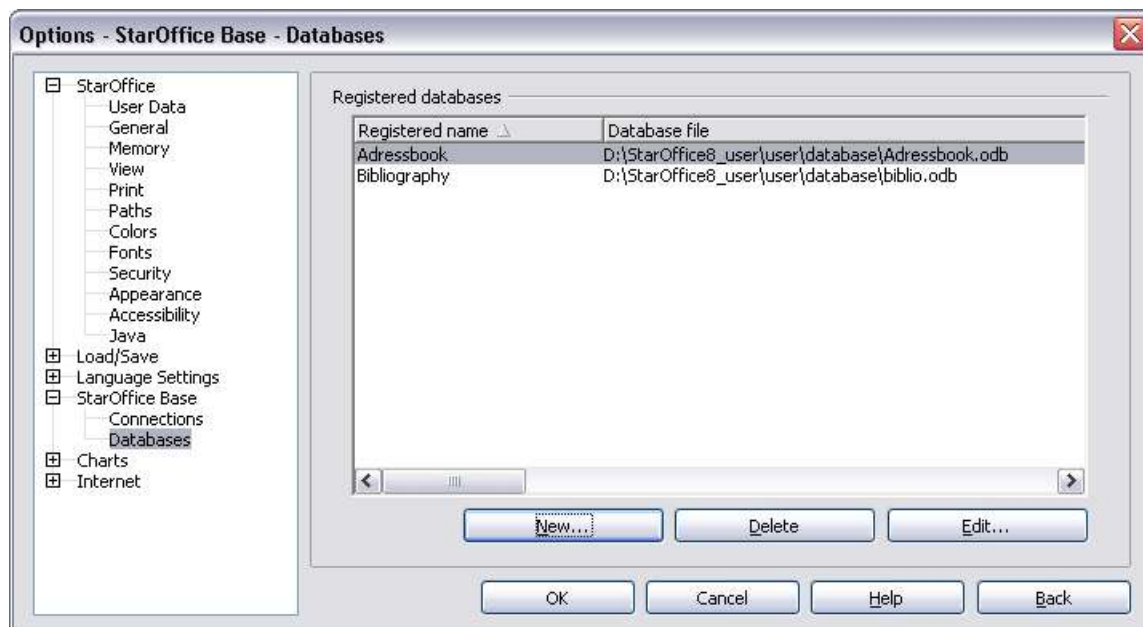 Options - StarOffice Base - Databases
StarOffice
User Data
General
Memory
View
Print
Paths
Colors
Fonts
Security
Appearance
Accessibility
Java
Load/Save
Language Settings
StarOffice Base
Connections
Databases
Charts
Internet
Registered databases
Registered name Database file
Adressbook D:\StarOffice8_user\user\database\Adressbook.odb
Bibliography D:\StarOffice8_user\user\database\biblio.odb
New... Delete Edit...
OK Cancel Help Back